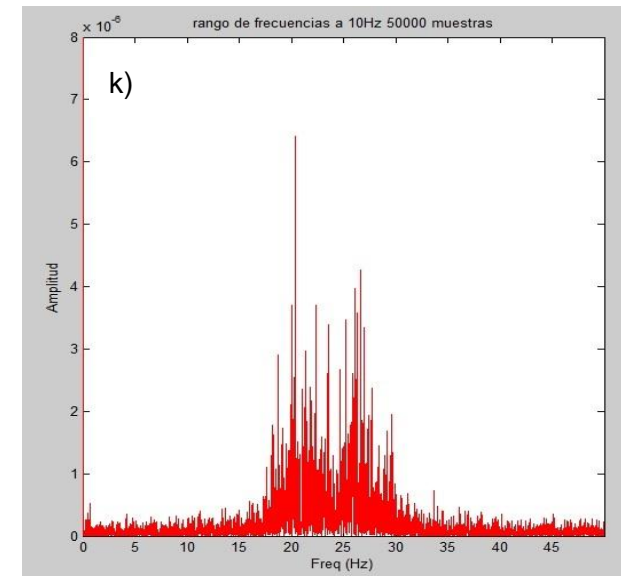 rango de frecuencias a 10Hz 50000 muestras
x 10^-6
k)
8
7
6
5
4
3
2
1
0
Amplitud
0 5 10 15 20 25 30 35 40 45
Freq (Hz)